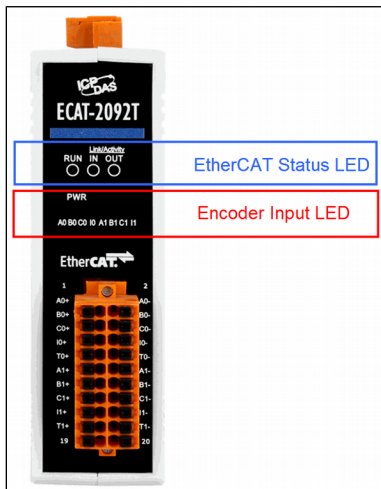 ICP DAS
ECAT-2092T
Link/Activity
RUN IN OUT
EtherCAT Status LED
PWR
Encoder Input LED
A0 B0 C0 I0 A1 B1 C1 I1
EtherCAT.
1 2
A0+ A0-
B0+ B0-
C0+ C0-
I0+ I0-
T0+ T0-
A1+ A1-
B1+ B1-
C1+ C1-
I1+ I1-
T1+ T1-
19 20